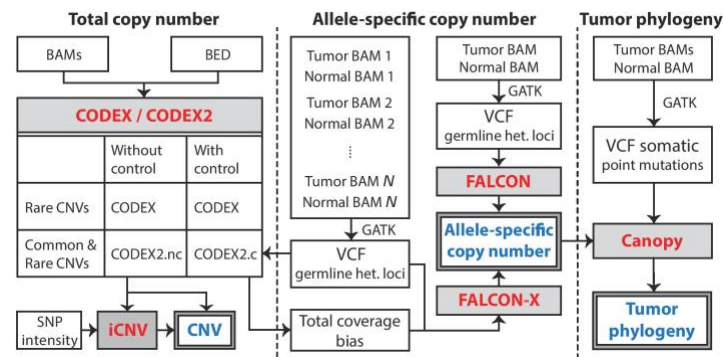 Total copy number
BAMs
BED
CODEX / CODEX2
Without
control
With
control
Rare CNVs
CODEX
CODEX
Common &
Rare CNVs
CODEX2.nc
CODEX2.c
SNP
intensity
iCNV
CNV
Allele-specific copy number
Tumor BAM 1
Normal BAM 1
Tumor BAM 2
Normal BAM 2
⋮
Tumor BAM N
Normal BAM N
GATK
VCF
germline het. loci
Total coverage
bias
Tumor BAM
Normal BAM
GATK
VCF
germline het. loci
FALCON
Allele-specific
copy number
FALCON-X
Tumor phylogeny
Tumor BAMs
Normal BAM
GATK
VCF somatic
point mutations
Canopy
Tumor
phylogeny